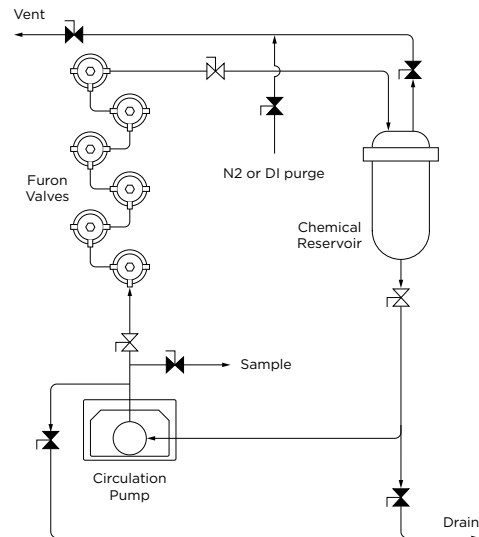 Vent
N2 or DI purge
Furon
Valves
Chemical
Reservoir
Sample
Circulation
Pump
Drain